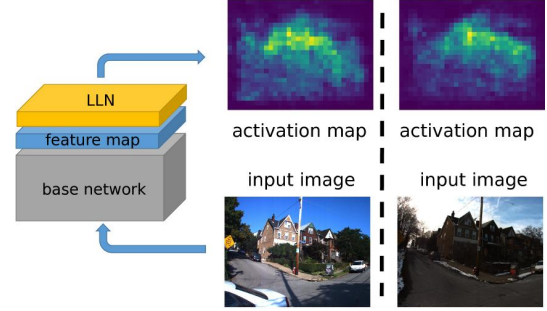 LLN
feature map
base network
activation map
activation map
input image
input image